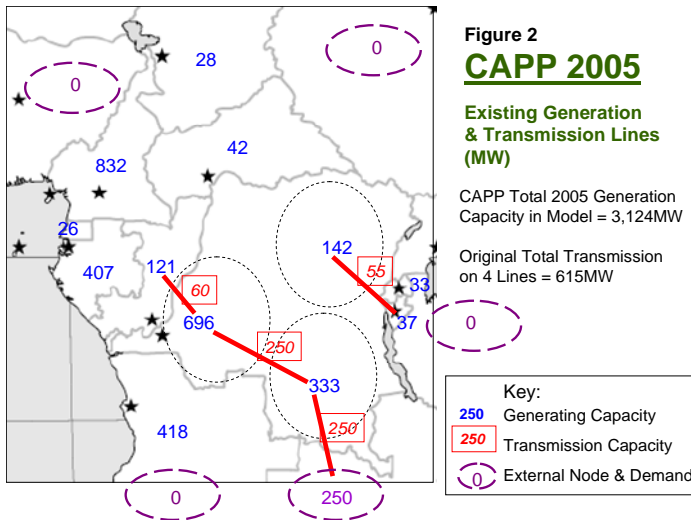 Figure 2
CAPP 2005
Existing Generation
& Transmission Lines
(MW)
CAPP Total 2005 Generation
Capacity in Model = 3,124MW
Original Total Transmission
on 4 Lines = 615MW
0
28
0
42
832
26
142
407
121
55
33
60
696
37
0
250
333
418
250
0
250
Key:
250 Generating Capacity
250 Transmission Capacity
0 External Node & Demand